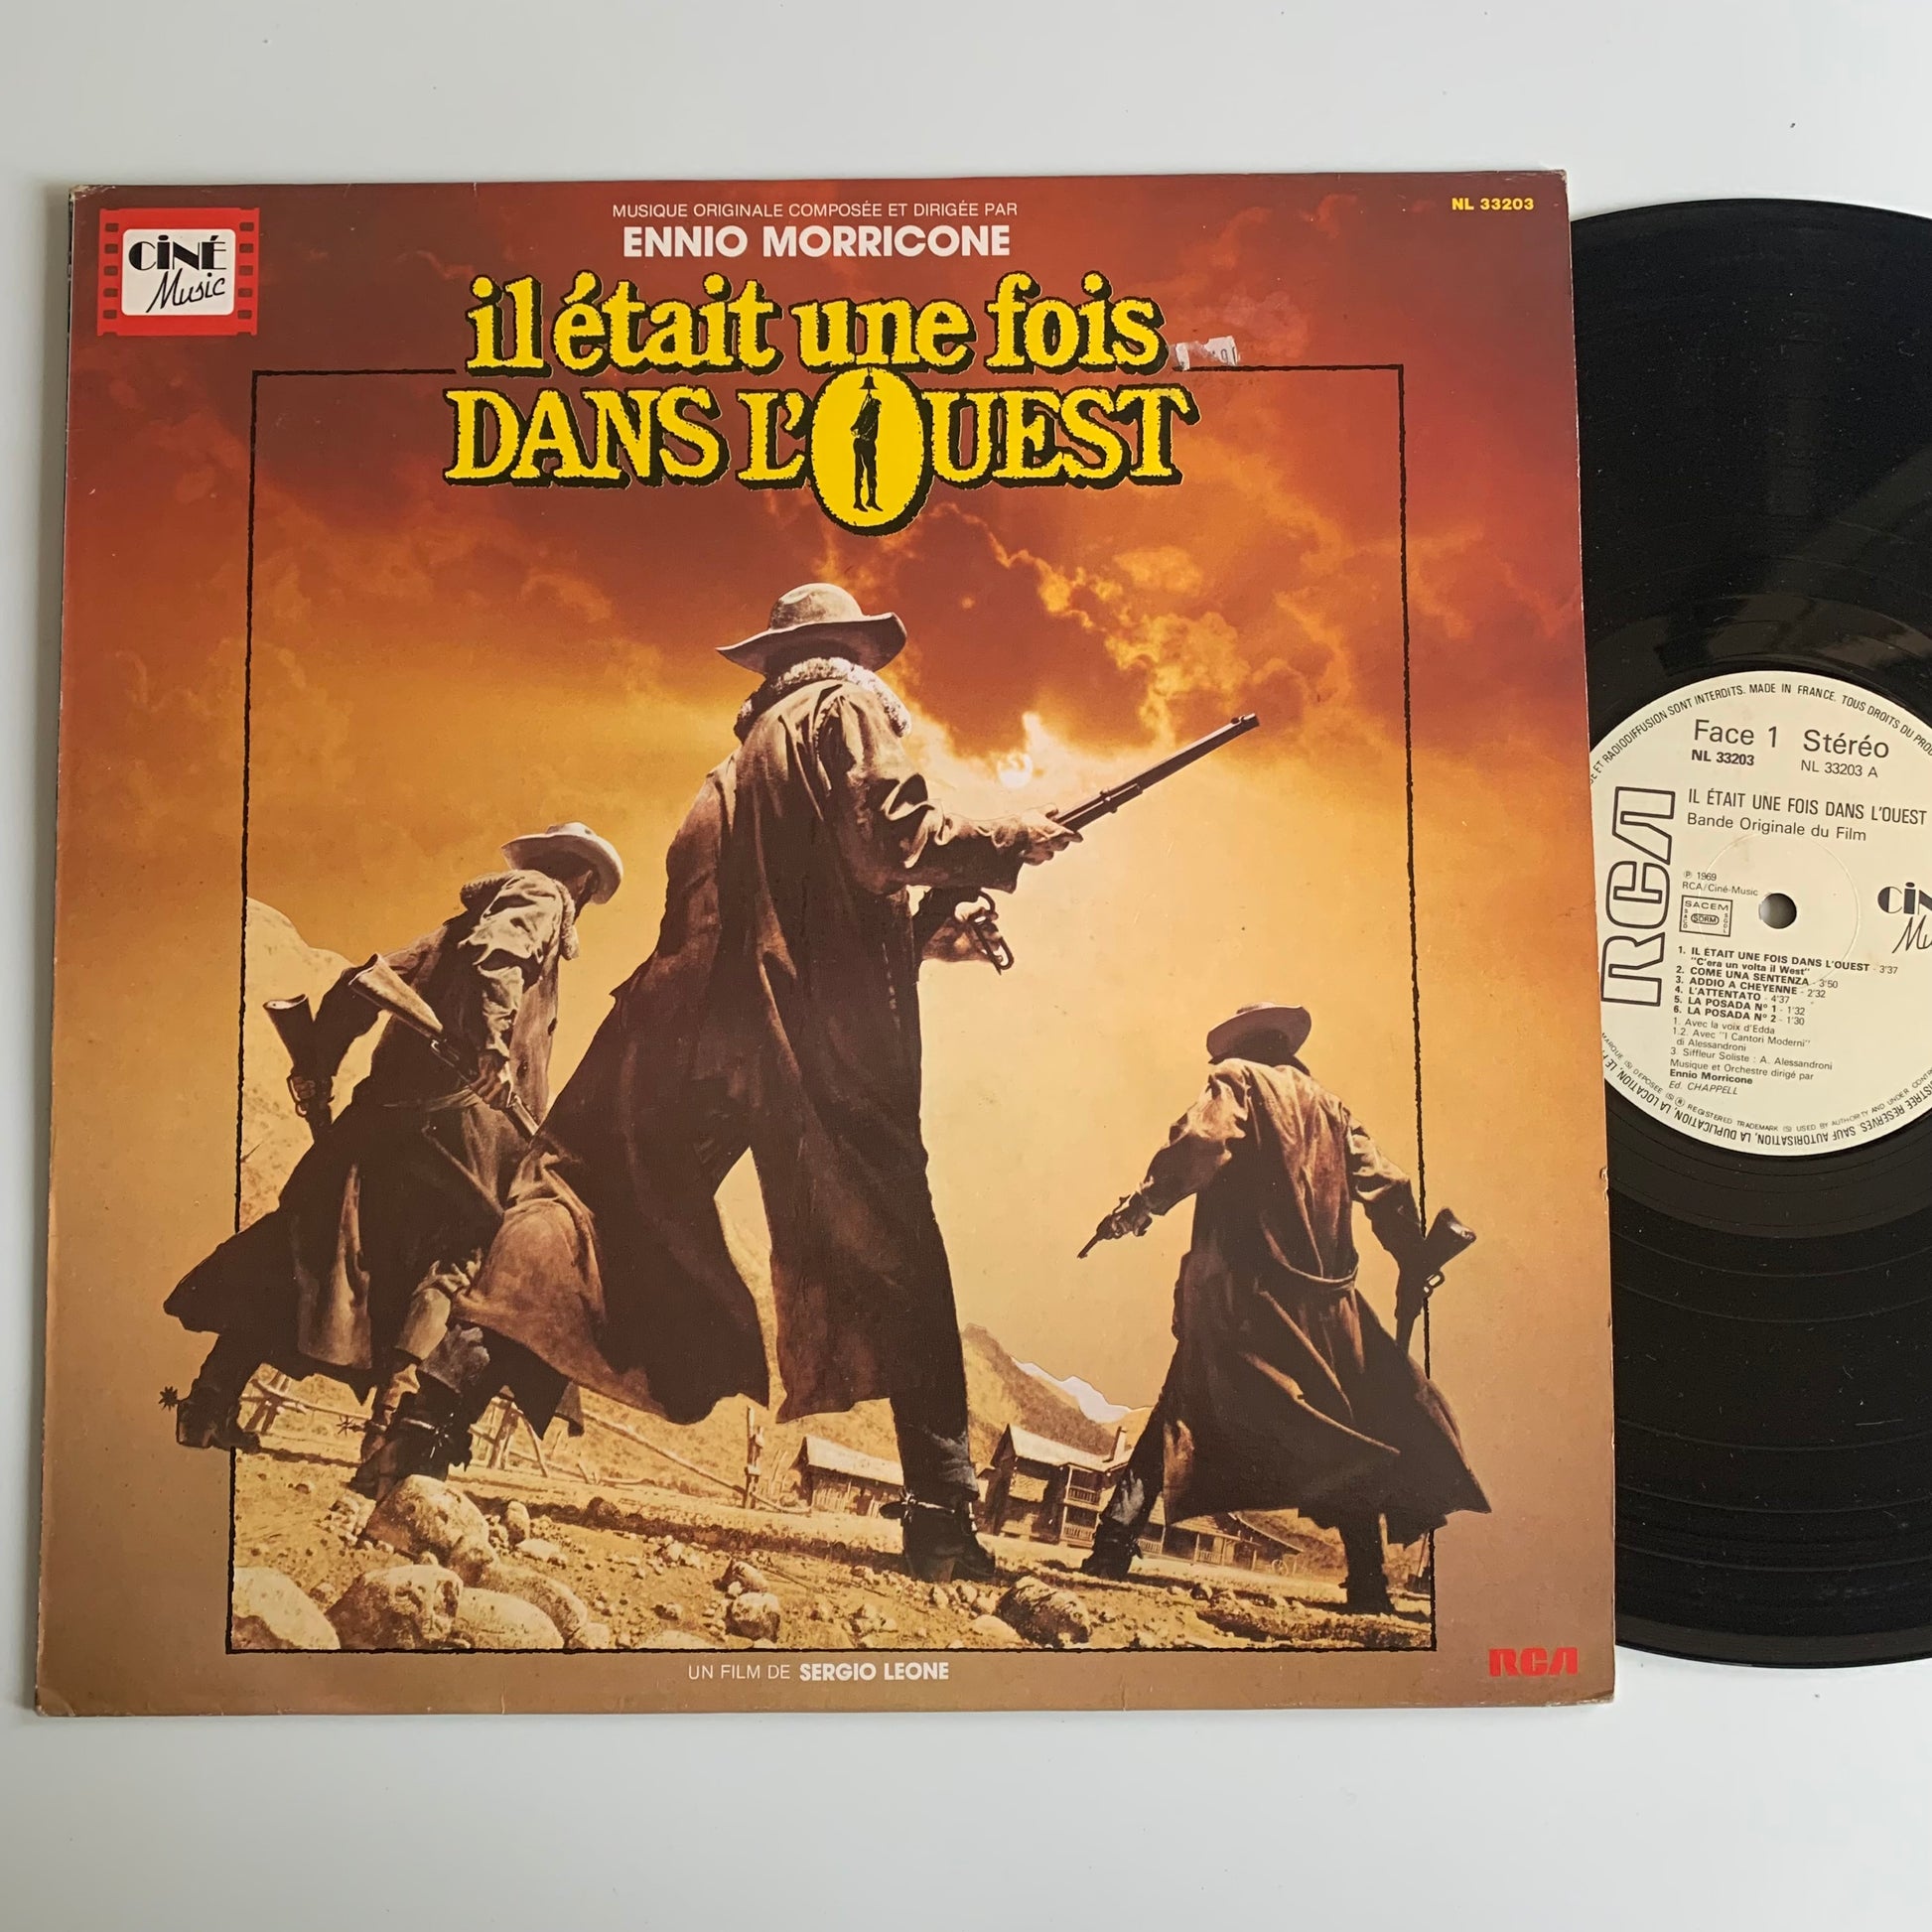 MUSIQUE ORIGINALE COMPOSÉE ET DIRIGÉE PAR
ENNIO MORRICONE
NL 33203
CINÉ
Music
il était une fois
DANS L'OUEST
UN FILM DE SERGIO LEONE
RCA
ET RADIODIFFUSION SONT INTERDITS. MADE IN FRANCE. TOUS DROITS DU
Face 1 Stéréo
NL 33203
NL 33203 A
IL ÉTAIT UNE FOIS DANS L'OUEST
Bande Originale du Film
RCA
℗ 1969
RCA/Ciné-Music
SACEM
SDRM
1. IL ÉTAIT UNE FOIS DANS L'OUEST - 3'37
"C'era un volta il West"
2. COME UNA SENTENZA - 3'50
3. ADDIO A CHEYENNE - 2'32
4. L'ATTENTATO - 4'37
5. LA POSADA N° 1 - 1'32
6. LA POSADA N° 2 - 1'30
1. Avec la voix d'Edda
1.2. Avec "I Cantori Moderni"
di Alessandroni
3. Siffleur Soliste : A. Alessandroni
Musique et Orchestre dirigé par
Ennio Morricone
Ed. CHAPPELL
MARQUE (S) DEPOSEE (S) ® REGISTERED TRADEMARK (S) USED BY AUTHORITY AND UNDER
RESERVES. SAUF AUTORISATION, LA DUPLICATION, LA LOCATION,